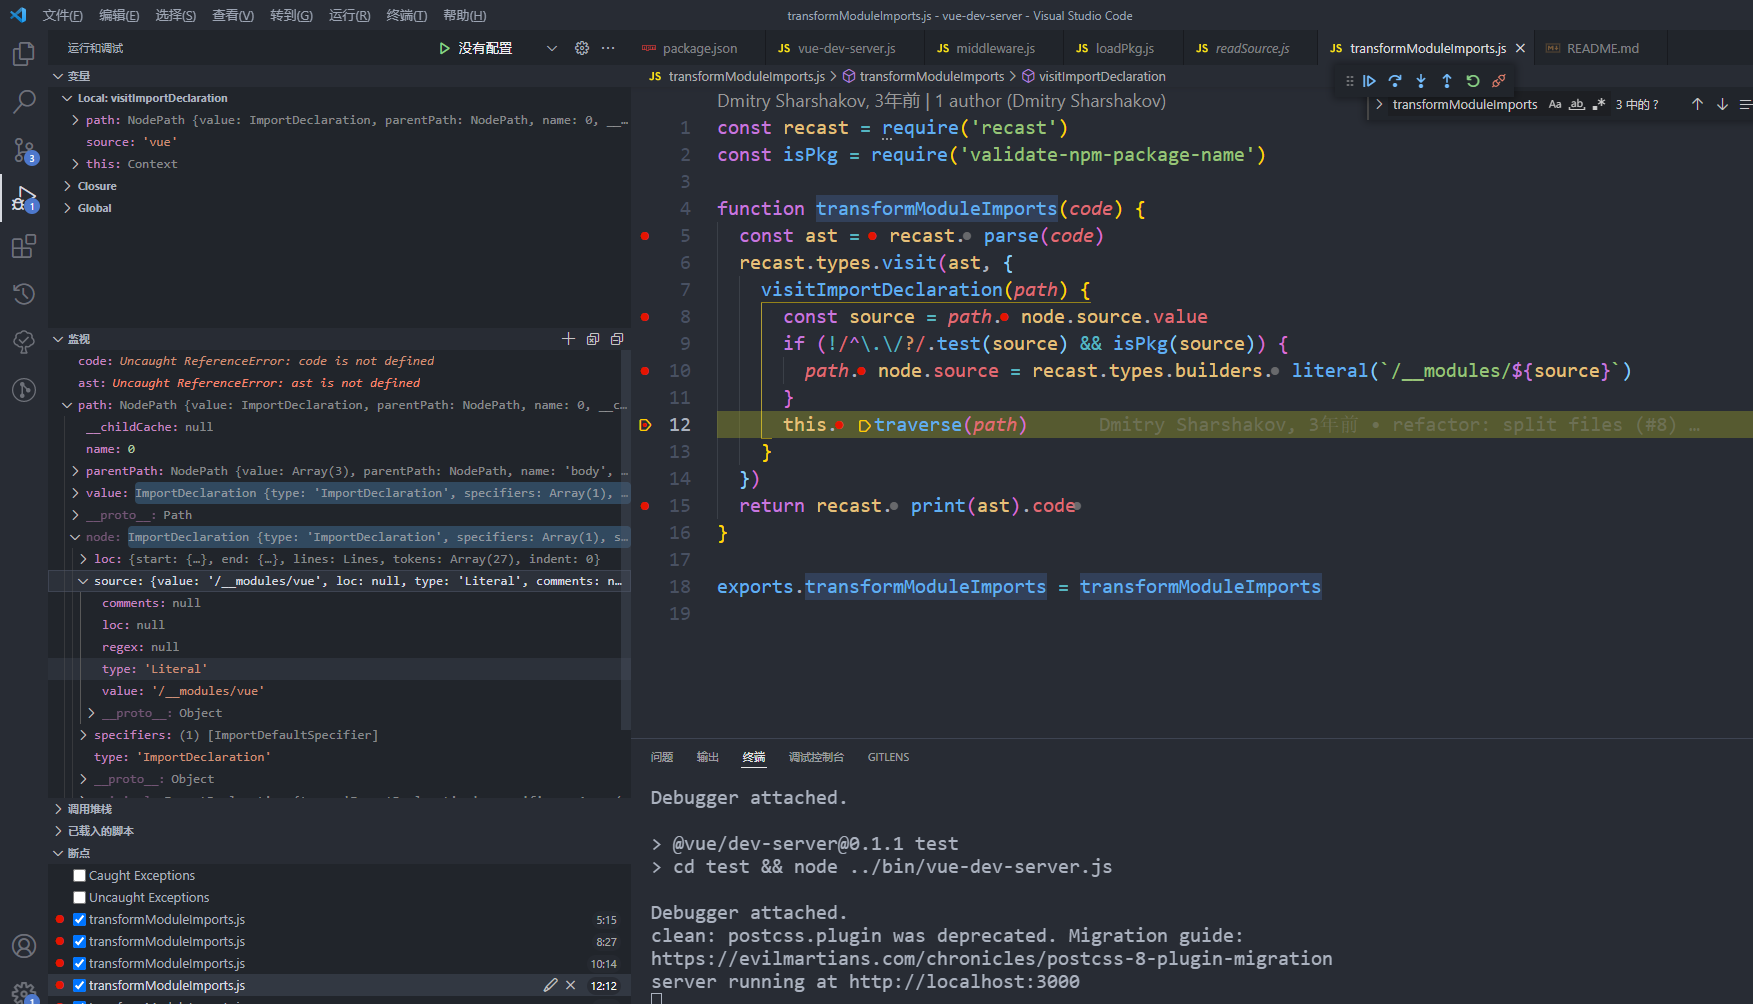 文件(F) 编辑(E) 选择(S) 查看(V) 转到(G) 运行(R) 终端(T) 帮助(H)
transformModuleImports.js - vue-dev-server - Visual Studio Code
运行和调试
没有配置
package.json
JS vue-dev-server.js
JS middleware.js
JS loadPkg.js
JS readSource.js
JS transformModuleImports.js
README.md
变量
Local: visitImportDeclaration
path: NodePath {value: ImportDeclaration, parentPath: NodePath, name: 0, __…
source: 'vue'
this: Context
Closure
Global
监视
code: Uncaught ReferenceError: code is not defined
ast: Uncaught ReferenceError: ast is not defined
path: NodePath {value: ImportDeclaration, parentPath: NodePath, name: 0, __c…
__childCache: null
name: 0
parentPath: NodePath {value: Array(3), parentPath: NodePath, name: 'body', …
value: ImportDeclaration {type: 'ImportDeclaration', specifiers: Array(1), …
__proto__: Path
node: ImportDeclaration {type: 'ImportDeclaration', specifiers: Array(1), s…
loc: {start: {…}, end: {…}, lines: Lines, tokens: Array(27), indent: 0}
source: {value: '/__modules/vue', loc: null, type: 'Literal', comments: n…
comments: null
loc: null
regex: null
type: 'Literal'
value: '/__modules/vue'
__proto__: Object
specifiers: (1) [ImportDefaultSpecifier]
type: 'ImportDeclaration'
__proto__: Object
调用堆栈
已载入的脚本
断点
Caught Exceptions
Uncaught Exceptions
transformModuleImports.js 5:15
transformModuleImports.js 8:27
transformModuleImports.js 10:14
transformModuleImports.js 12:12
3
1
1
JS transformModuleImports.js > transformModuleImports > visitImportDeclaration
transformModuleImports Aa ab .* 3 中的 ?
Dmitry Sharshakov, 3年前 | 1 author (Dmitry Sharshakov)
1 const recast = require('recast')
2 const isPkg = require('validate-npm-package-name')
3
4 function transformModuleImports(code) {
5 const ast = recast. parse(code)
6 recast.types.visit(ast, {
7 visitImportDeclaration(path) {
8 const source = path. node.source.value
9 if (!/^\.\/?/.test(source) && isPkg(source)) {
10 path. node.source = recast.types.builders. literal(`/__modules/${source}`)
11 }
12 this. traverse(path) Dmitry Sharshakov, 3年前 • refactor: split files (#8) …
13 }
14 })
15 return recast. print(ast).code
16 }
17
18 exports.transformModuleImports = transformModuleImports
19
问题 输出 终端 调试控制台 GITLENS
Debugger attached.
> @vue/dev-server@0.1.1 test
> cd test && node ../bin/vue-dev-server.js
Debugger attached.
clean: postcss.plugin was deprecated. Migration guide:
https://evilmartians.com/chronicles/postcss-8-plugin-migration
server running at http://localhost:3000